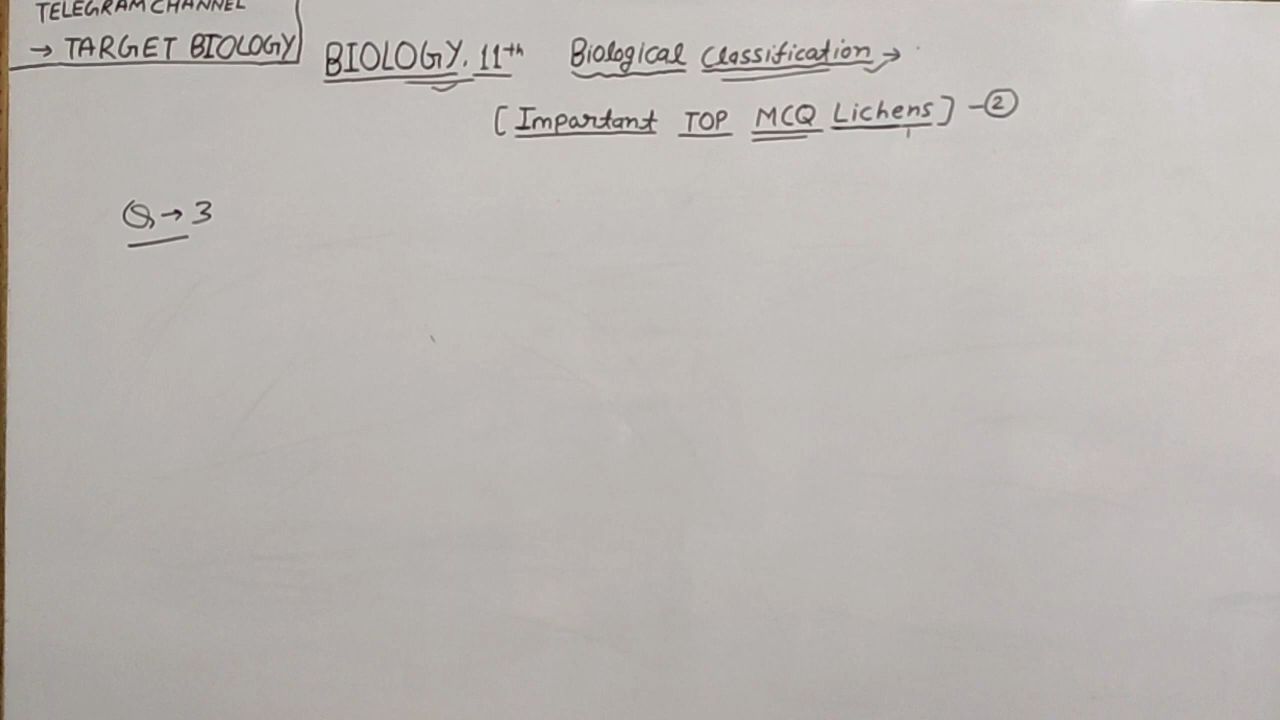 TELEGRAM CHANNEL
→ TARGET BIOLOGY
BIOLOGY. 11th Biological Classification →
[Impartant TOP MCQ Lichens] - ②
Q → 3